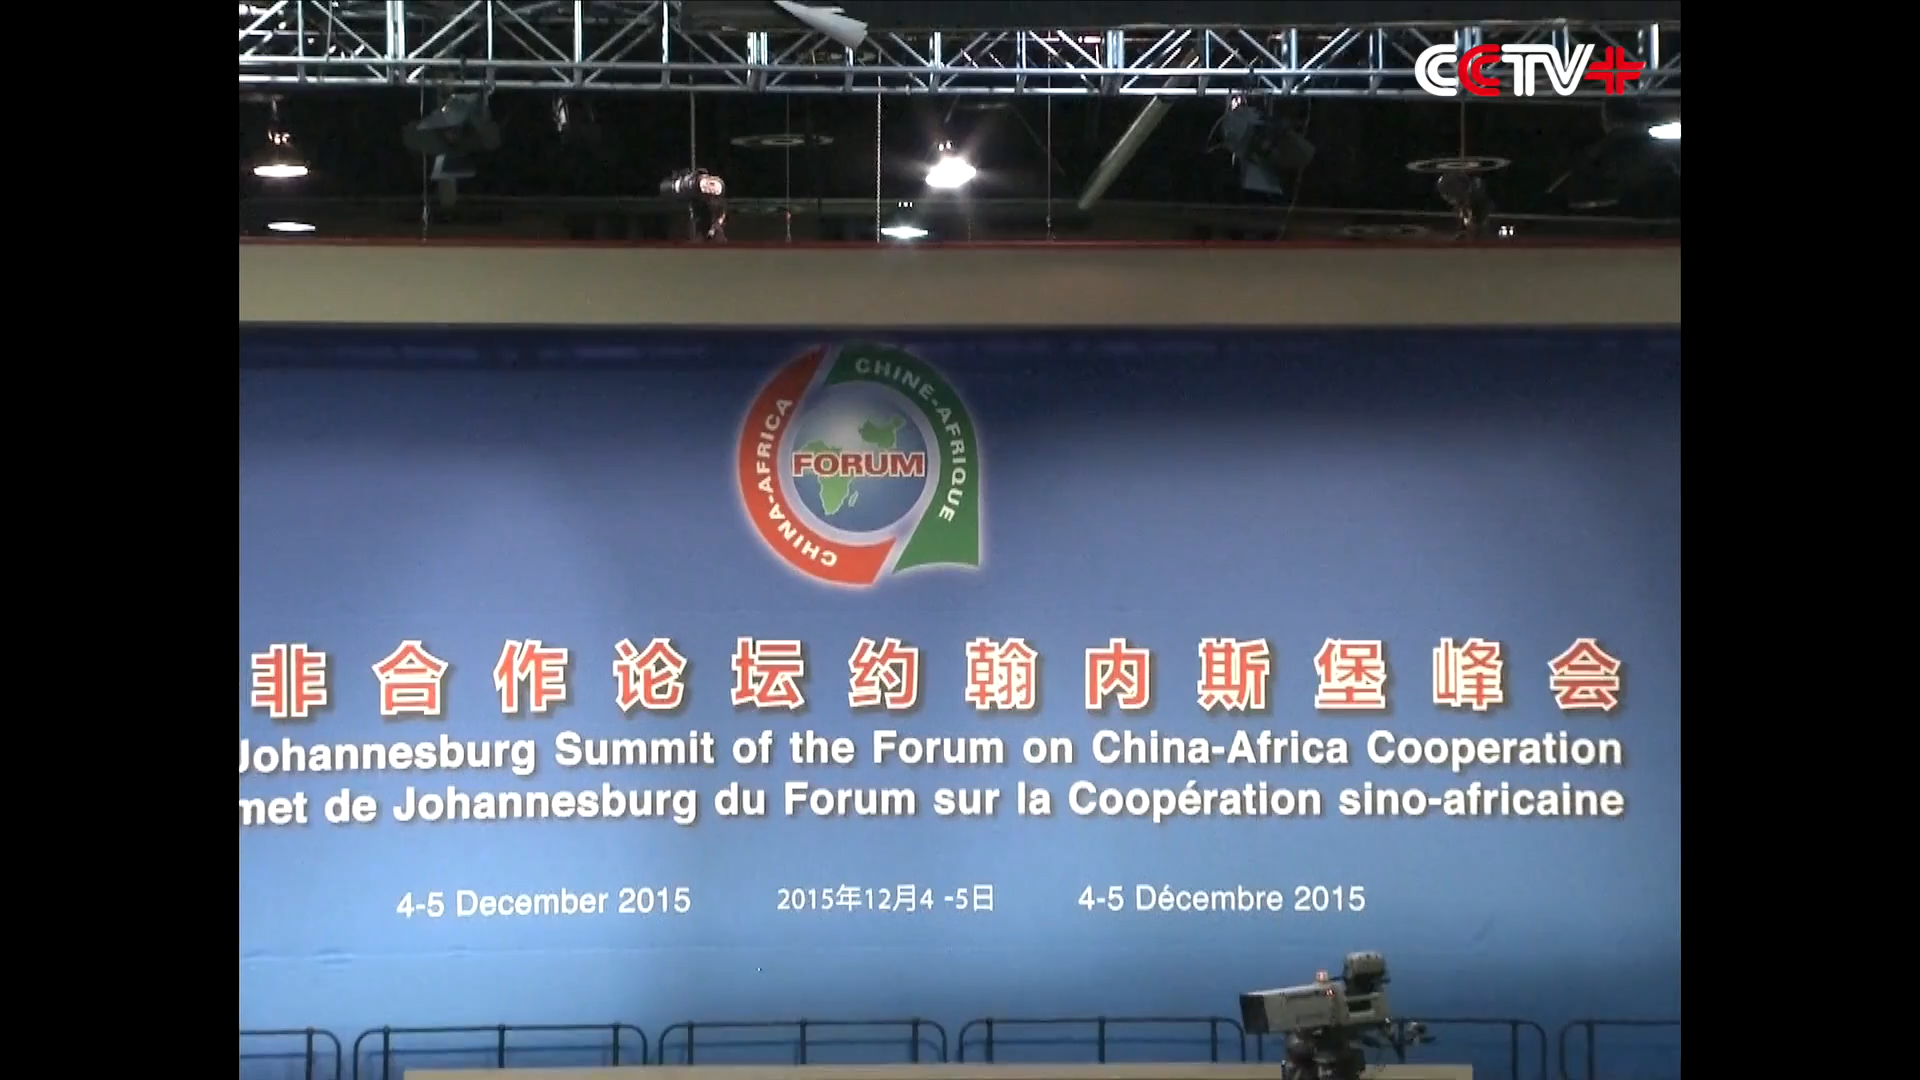 CCTV+
CHINE-AFRIQUE
CHINA-AFRICA
FORUM
非合作论坛约翰内斯堡峰会
Johannesburg Summit of the Forum on China-Africa Cooperation
met de Johannesburg du Forum sur la Coopération sino-africaine
4-5 December 2015 2015年12月4 -5日 4-5 Décembre 2015